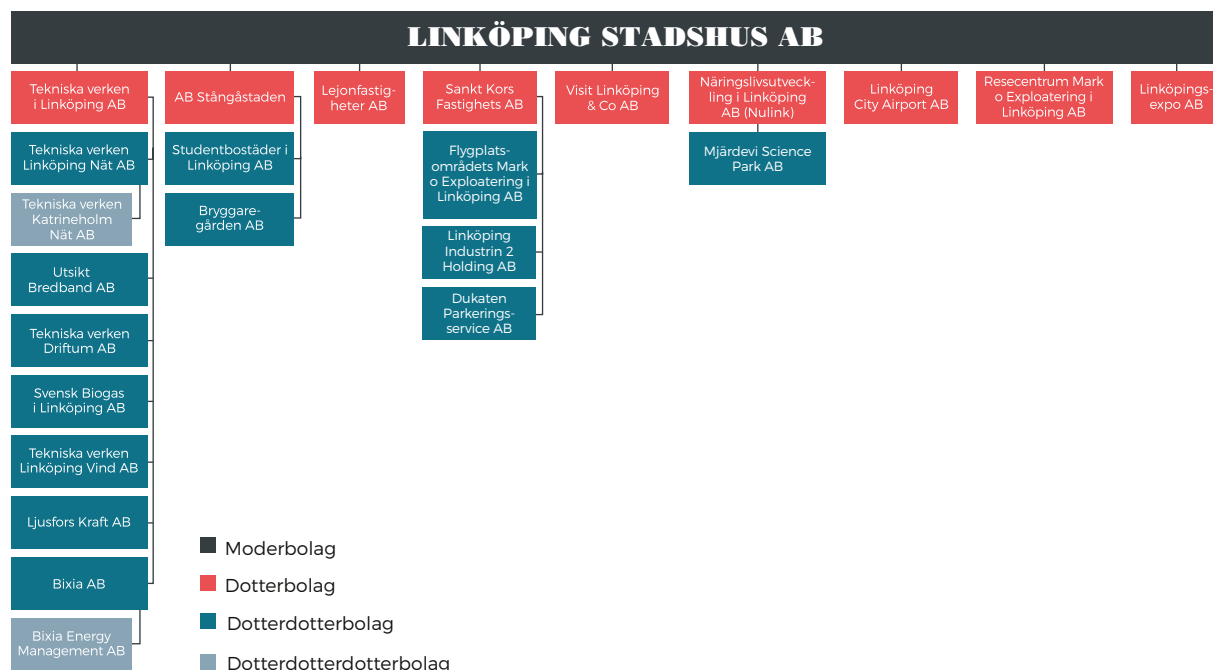 LINKÖPING STADSHUS AB
Tekniska verken
i Linköping AB
Tekniska verken
Linköping Nät AB
Tekniska verken
Katrineholm
Nät AB
Utsikt
Bredband AB
Tekniska verken
Driftum AB
Svensk Biogas
i Linköping AB
Tekniska verken
Linköping Vind AB
Ljusfors Kraft AB
Bixia AB
Bixia Energy
Management AB
AB Stångåstaden
Studentbostäder i
Linköping AB
Bryggare-
gården AB
Lejonfastig-
heter AB
Sankt Kors
Fastighets AB
Flygplats-
områdets Mark
o Exploatering i
Linköping AB
Linköping
Industrin 2
Holding AB
Dukaten
Parkerings-
service AB
Visit Linköping
& Co AB
Näringslivsutveck-
ling i Linköping
AB (Nulink)
Mjärdevi Science
Park AB
Linköping
City Airport AB
Resecentrum Mark
o Exploatering i
Linköping AB
Linköpings-
expo AB
Moderbolag
Dotterbolag
Dotterdotterbolag
Dotterdotterdotterbolag